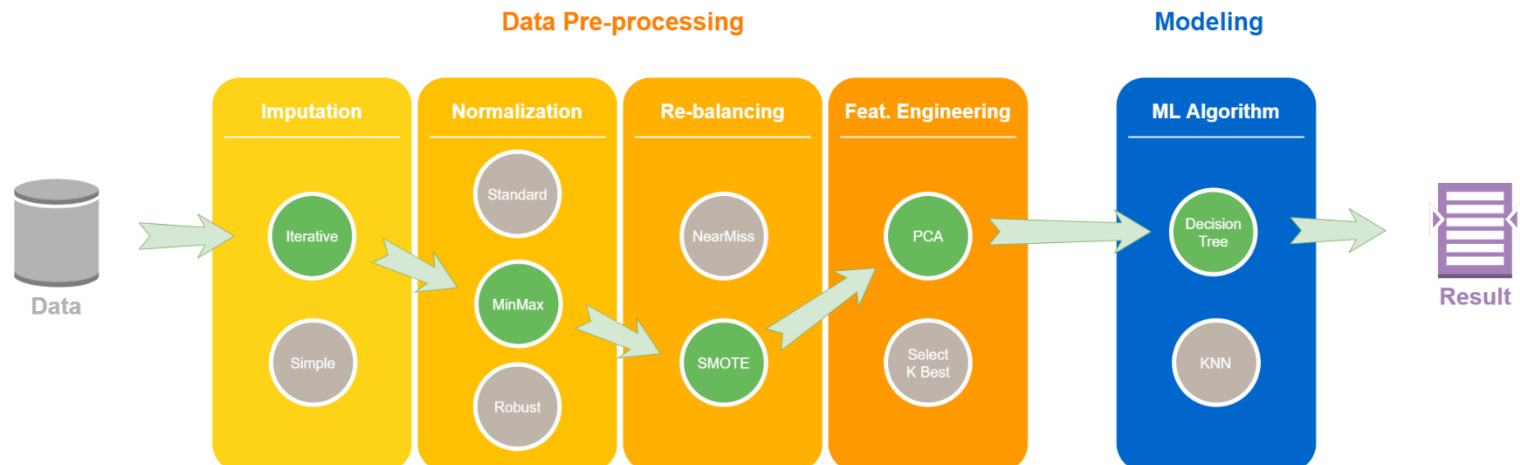 Data Pre-processing
Modeling
Imputation
Normalization
Re-balancing
Feat. Engineering
ML Algorithm
Standard
Iterative
NearMiss
PCA
Decision
Tree
MinMax
Data
Result
Simple
SMOTE
Select
K Best
KNN
Robust